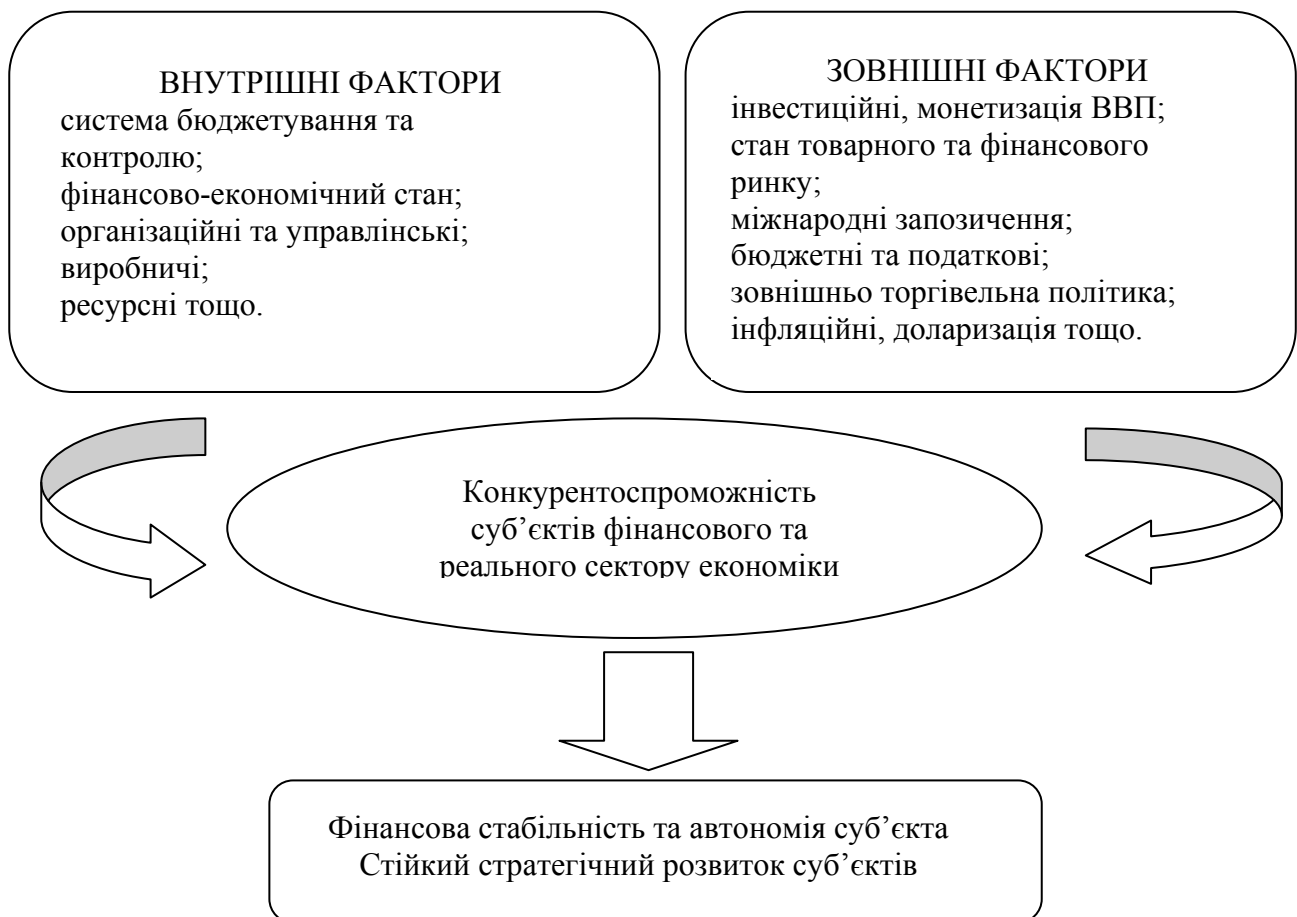 ВНУТРІШНІ ФАКТОРИ
система бюджетування та
контролю;
фінансово-економічний стан;
організаційні та управлінські;
виробничі;
ресурсні тощо.
ЗОВНІШНІ ФАКТОРИ
інвестиційні, монетизація ВВП;
стан товарного та фінансового
ринку;
міжнародні запозичення;
бюджетні та податкові;
зовнішньо торгівельна політика;
інфляційні, доларизація тощо.
Конкурентоспроможність
суб’єктів фінансового та
реального сектору економіки
Фінансова стабільність та автономія суб’єкта
Стійкий стратегічний розвиток суб’єктів